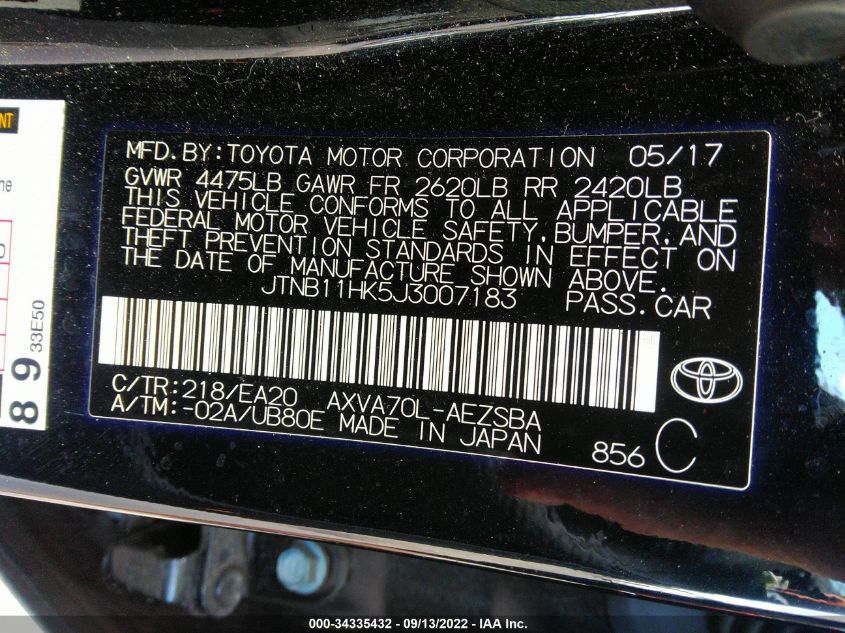 MFD.BY:TOYOTA MOTOR CORPORATION 05/17
GVWR 4475LB GAWR FR 2620LB RR 2420LB
THIS VEHICLE CONFORMS TO ALL APPLICABLE
FEDERAL MOTOR VEHICLE SAFETY,BUMPER,AND
THEFT PREVENTION STANDARDS IN EFFECT ON
THE DATE OF MANUFACTURE SHOWN ABOVE.
JTNB11HK5J3007183 PASS.CAR
C/TR:218/EA20 AXVA70L-AEZSBA
A/TM:-02A/UB80E MADE IN JAPAN
856 C
89
33E50
000-34335432 - 09/13/2022 - IAA Inc.